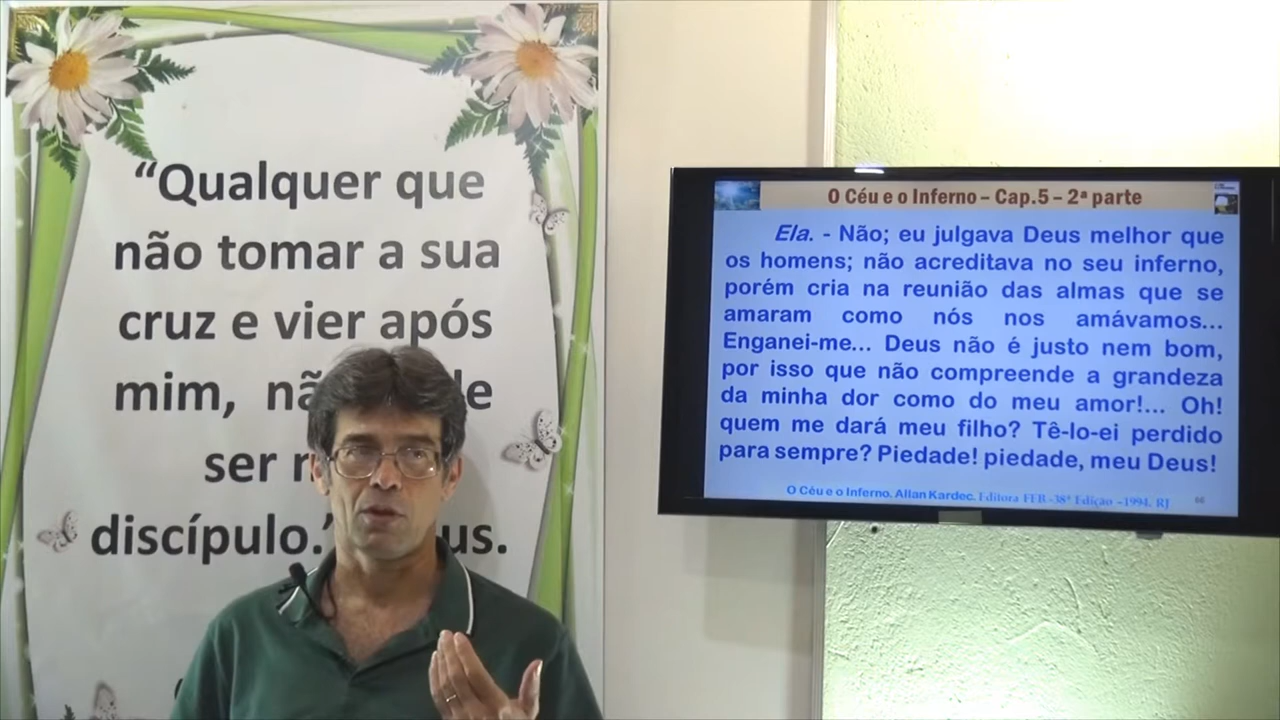 “Qualquer que
não tomar a sua
cruz e vier após
mim,
ser
discípulo.”
O Céu e o Inferno – Cap.5 – 2ª parte
Ela. - Não; eu julgava Deus melhor que
os homens; não acreditava no seu inferno,
porém cria na reunião das almas que se
amaram como nós nos amávamos...
Enganei-me... Deus não é justo nem bom,
por isso que não compreende a grandeza
da minha dor como do meu amor!... Oh!
quem me dará meu filho? Tê-lo-ei perdido
para sempre? Piedade! piedade, meu Deus!
O Céu e o Inferno. Allan Kardec. Editora FEB -38ª Edição –1994. RJ
66